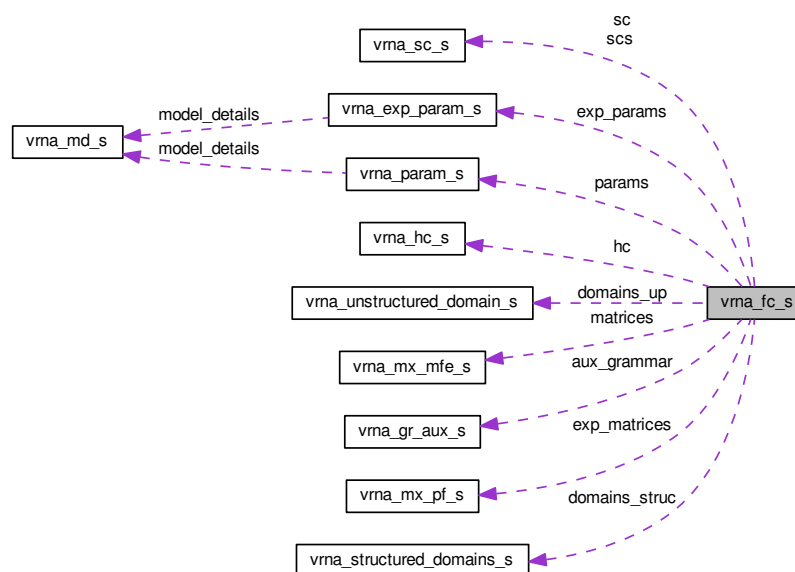 sc
scs
vrna_sc_s
exp_params
model_details
vrna_exp_param_s
vrna_md_s
model_details
vrna_param_s
params
vrna_hc_s
hc
vrna_fc_s
domains_up
vrna_unstructured_domain_s
matrices
vrna_mx_mfe_s
aux_grammar
vrna_gr_aux_s
exp_matrices
vrna_mx_pf_s
domains_struc
vrna_structured_domains_s